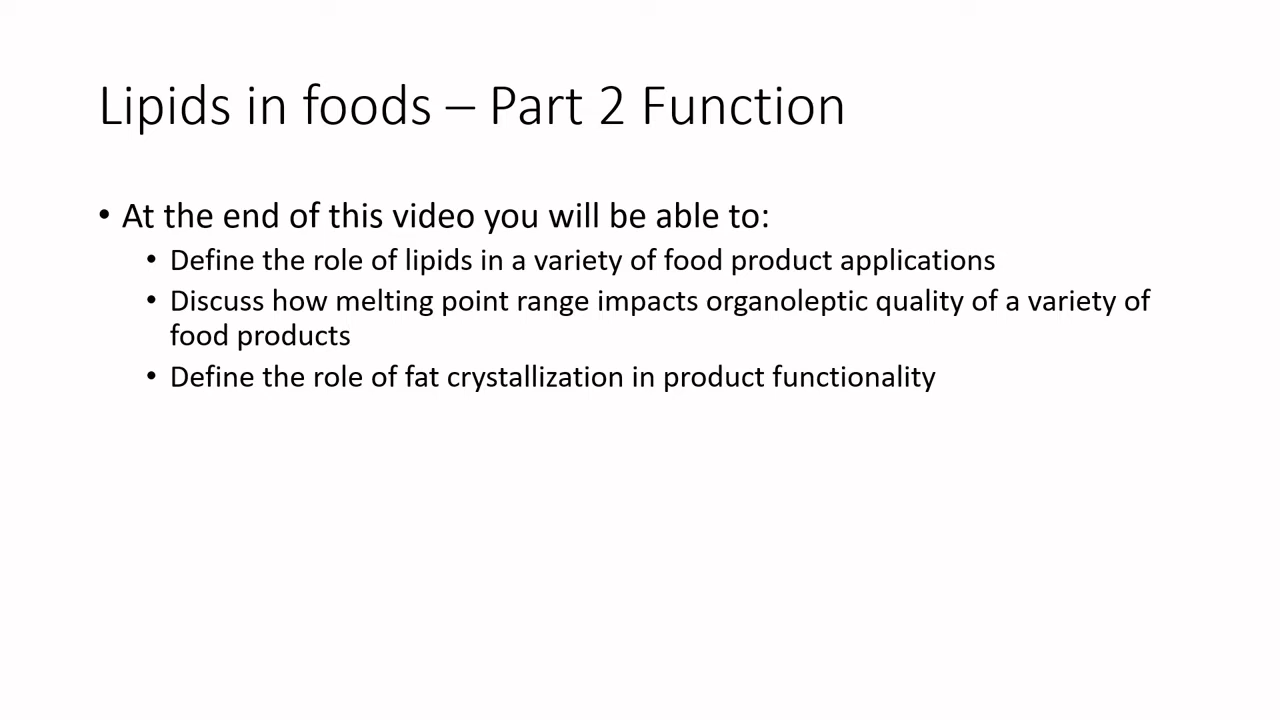 Lipids in foods – Part 2 Function
• At the end of this video you will be able to:
• Define the role of lipids in a variety of food product applications
• Discuss how melting point range impacts organoleptic quality of a variety of
food products
• Define the role of fat crystallization in product functionality